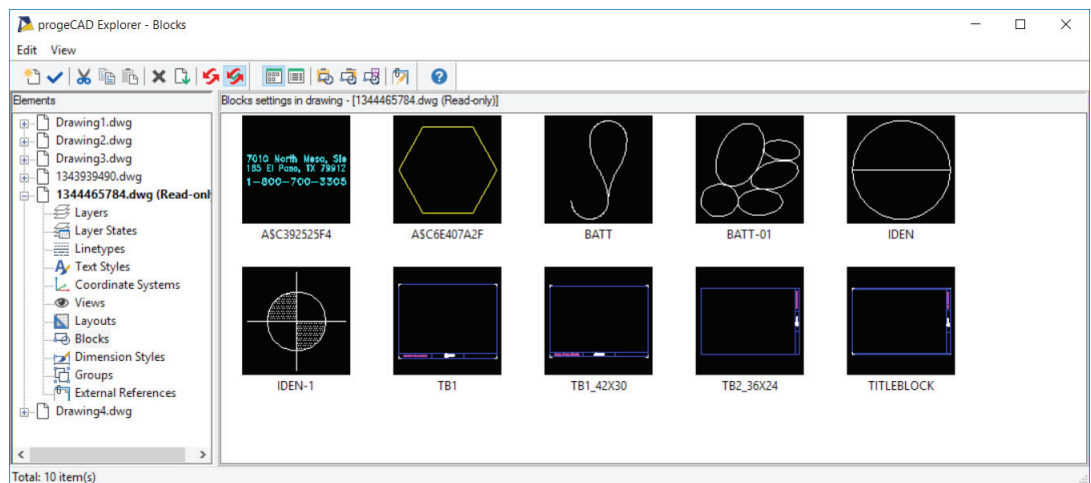 progeCAD Explorer - Blocks
Edit View
Elements
Blocks settings in drawing - [1344465784.dwg (Read-only)]
Drawing1.dwg
Drawing2.dwg
Drawing3.dwg
1343939490.dwg
1344465784.dwg (Read-onl
Layers
Layer States
Linetypes
Text Styles
Coordinate Systems
Views
Layouts
Blocks
Dimension Styles
Groups
External References
Drawing4.dwg
7010 North Mesa, Ste
185 El Paso, TX 79912
1-800-700-3305
A$C392525F4
A$C6E407A2F
BATT
BATT-01
IDEN
IDEN-1
TB1
TB1_42X30
TB2_36X24
TITLEBLOCK
Total: 10 item(s)